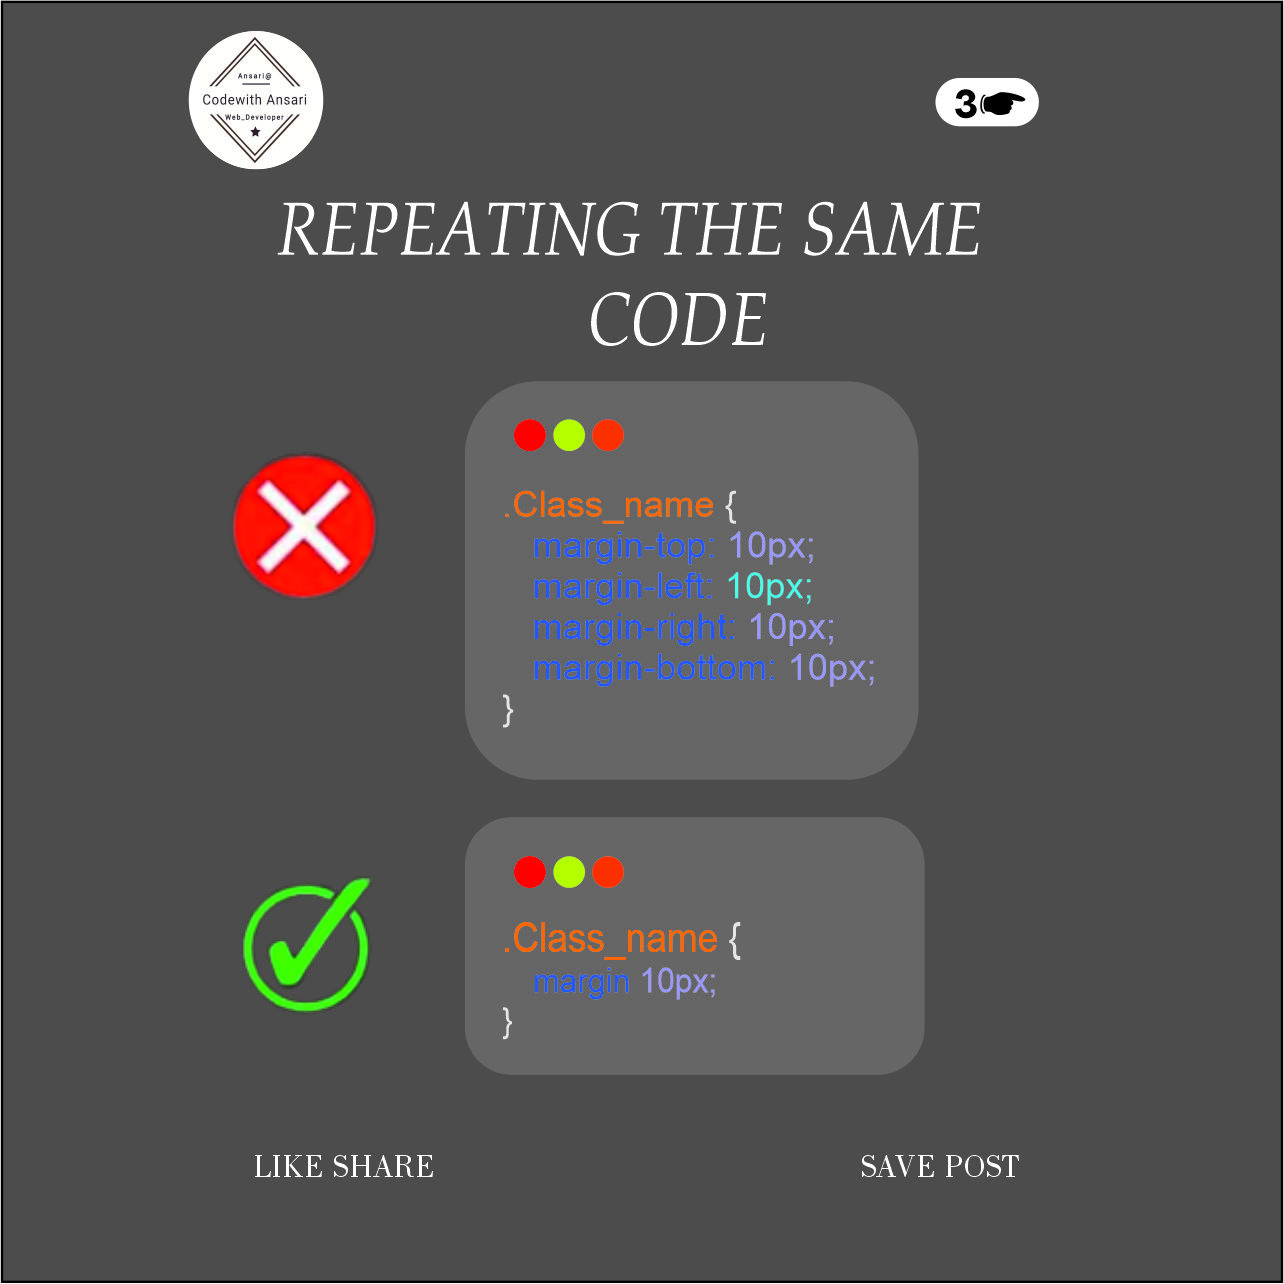 Ansari@
Codewith Ansari
Web_Developer
3
REPEATING THE SAME
CODE
.Class_name {
margin-top: 10px;
margin-left: 10px;
margin-right: 10px;
margin-bottom: 10px;
}
.Class_name {
margin 10px;
}
LIKE SHARE
SAVE POST